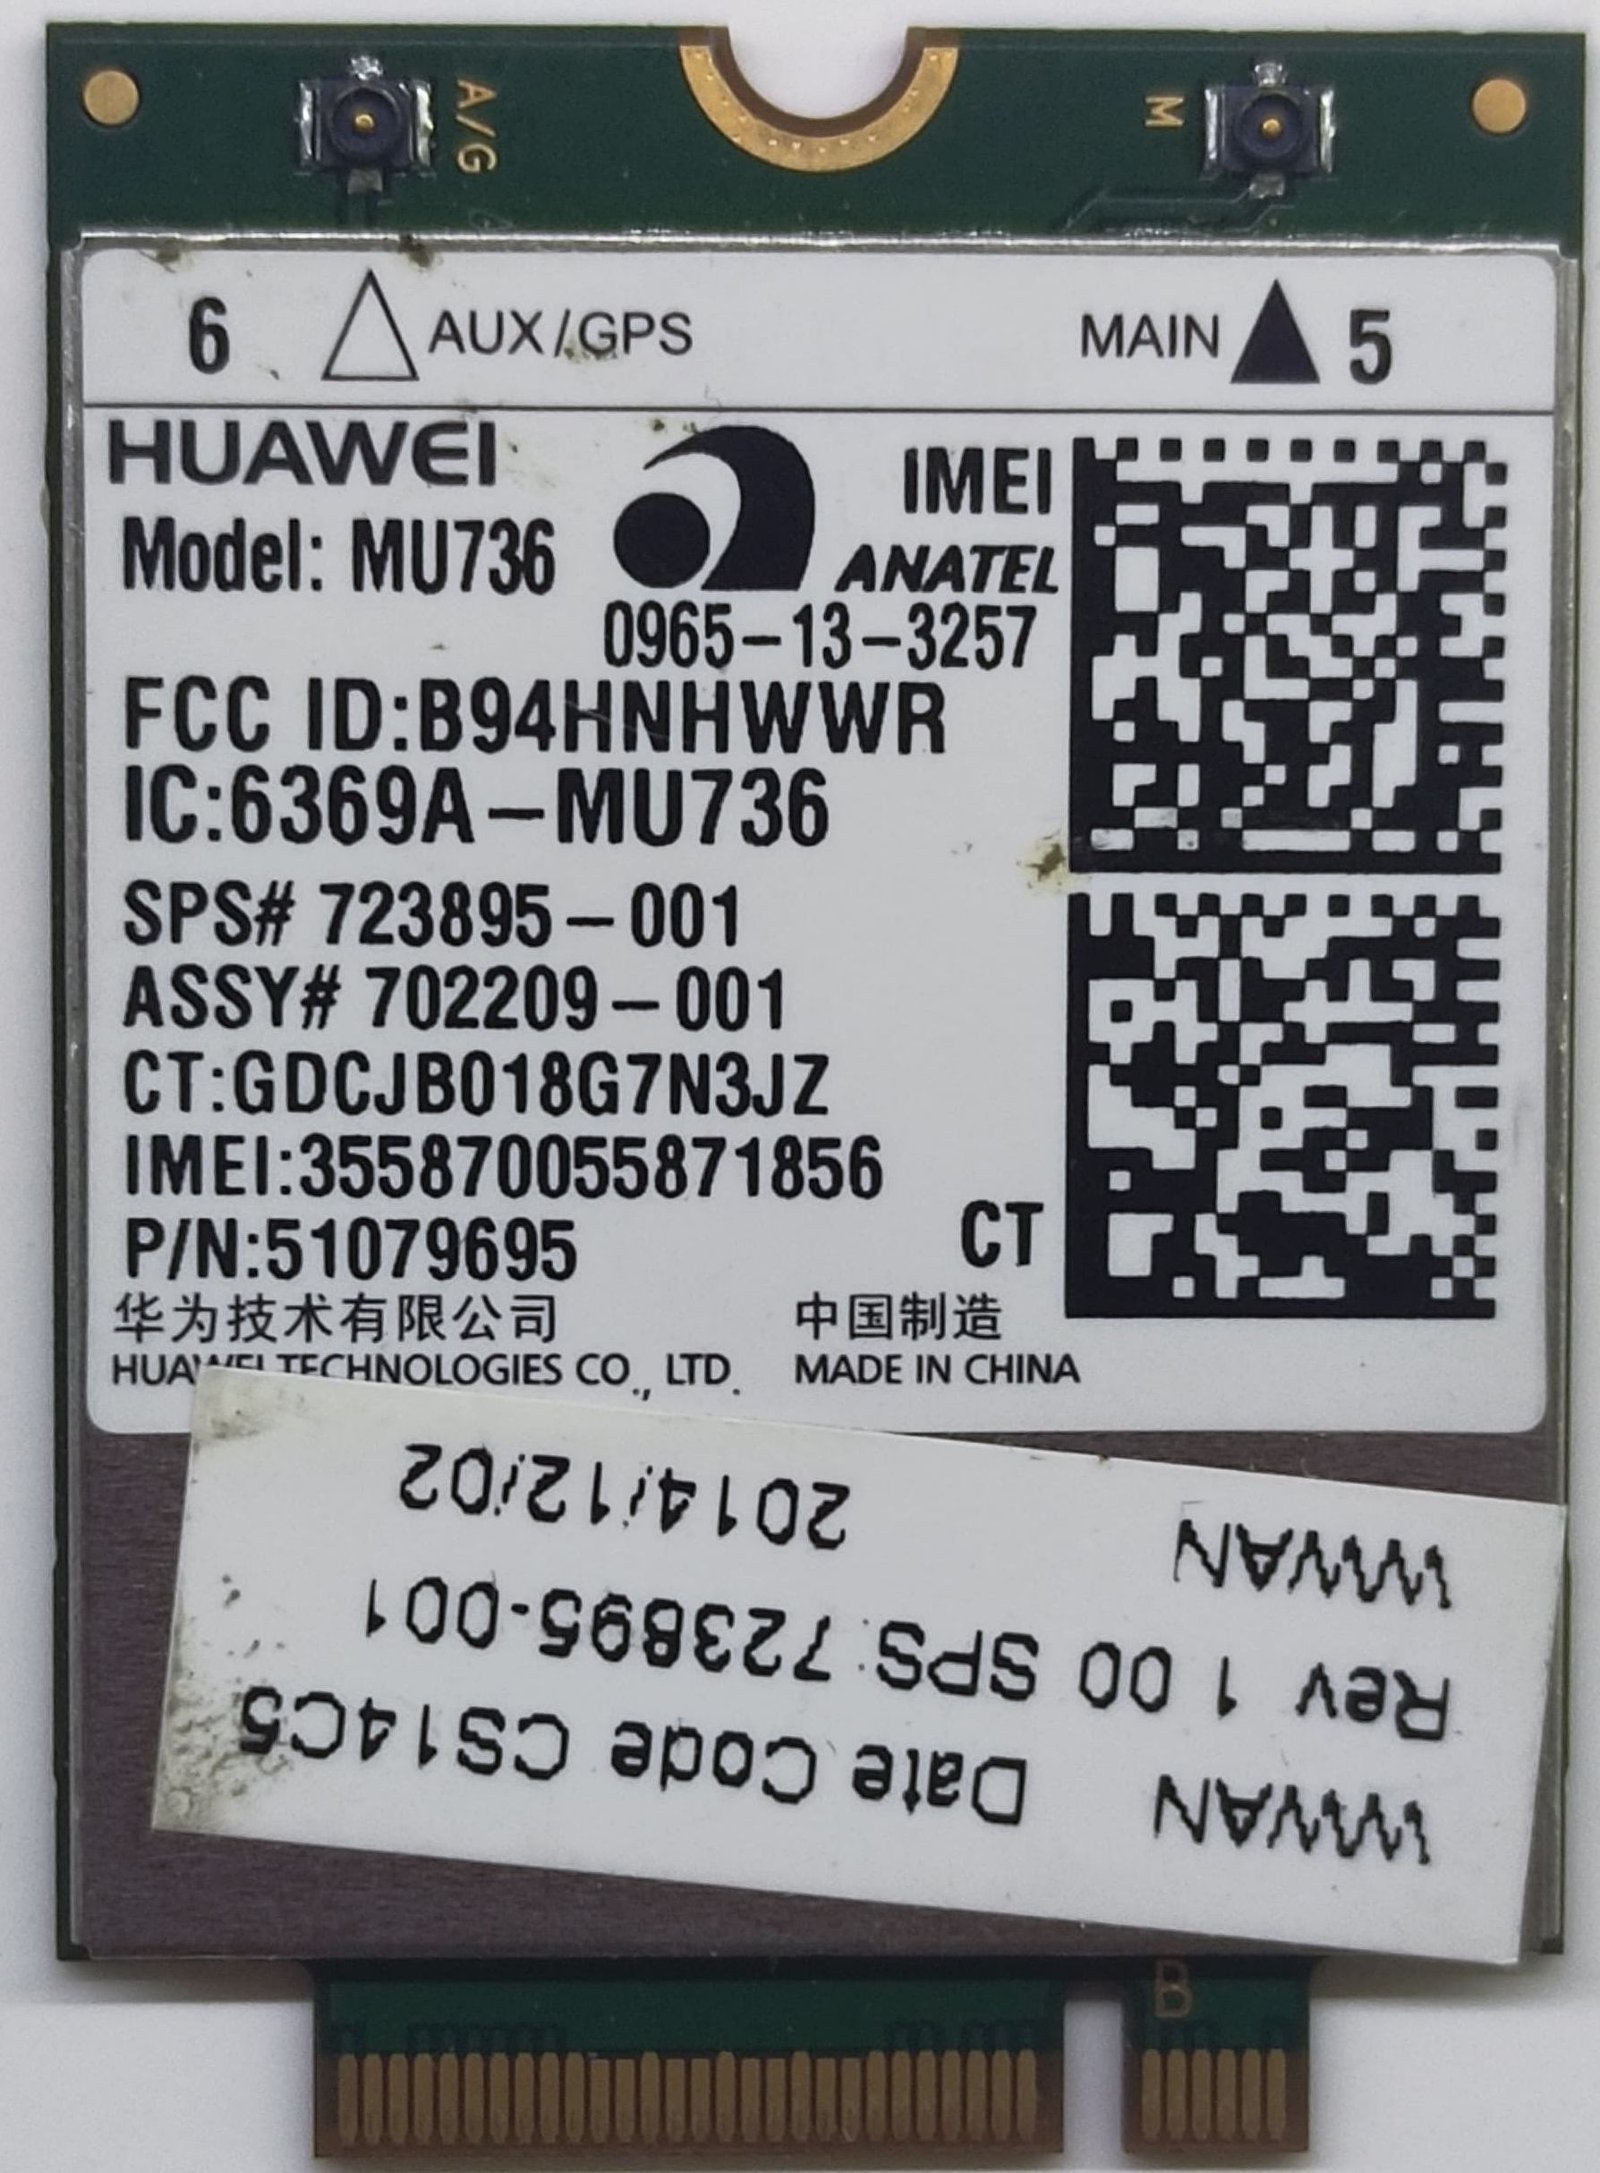 A/G
M
6 AUX/GPS MAIN 5
HUAWEI
Model: MU736
IMEI
ANATEL
0965-13-3257
FCC ID:B94HNHWWR
IC:6369A-MU736
SPS# 723895-001
ASSY# 702209-001
CT:GDCJB018G7N3JZ
IMEI:355870055871856
P/N:51079695
CT
华为技术有限公司 中国制造
HUAWEI TECHNOLOGIES CO., LTD. MADE IN CHINA
WWAN Date Code CS14C5
Rev 1 00 SPS: 723895-001
WWAN 2014/12/02
B